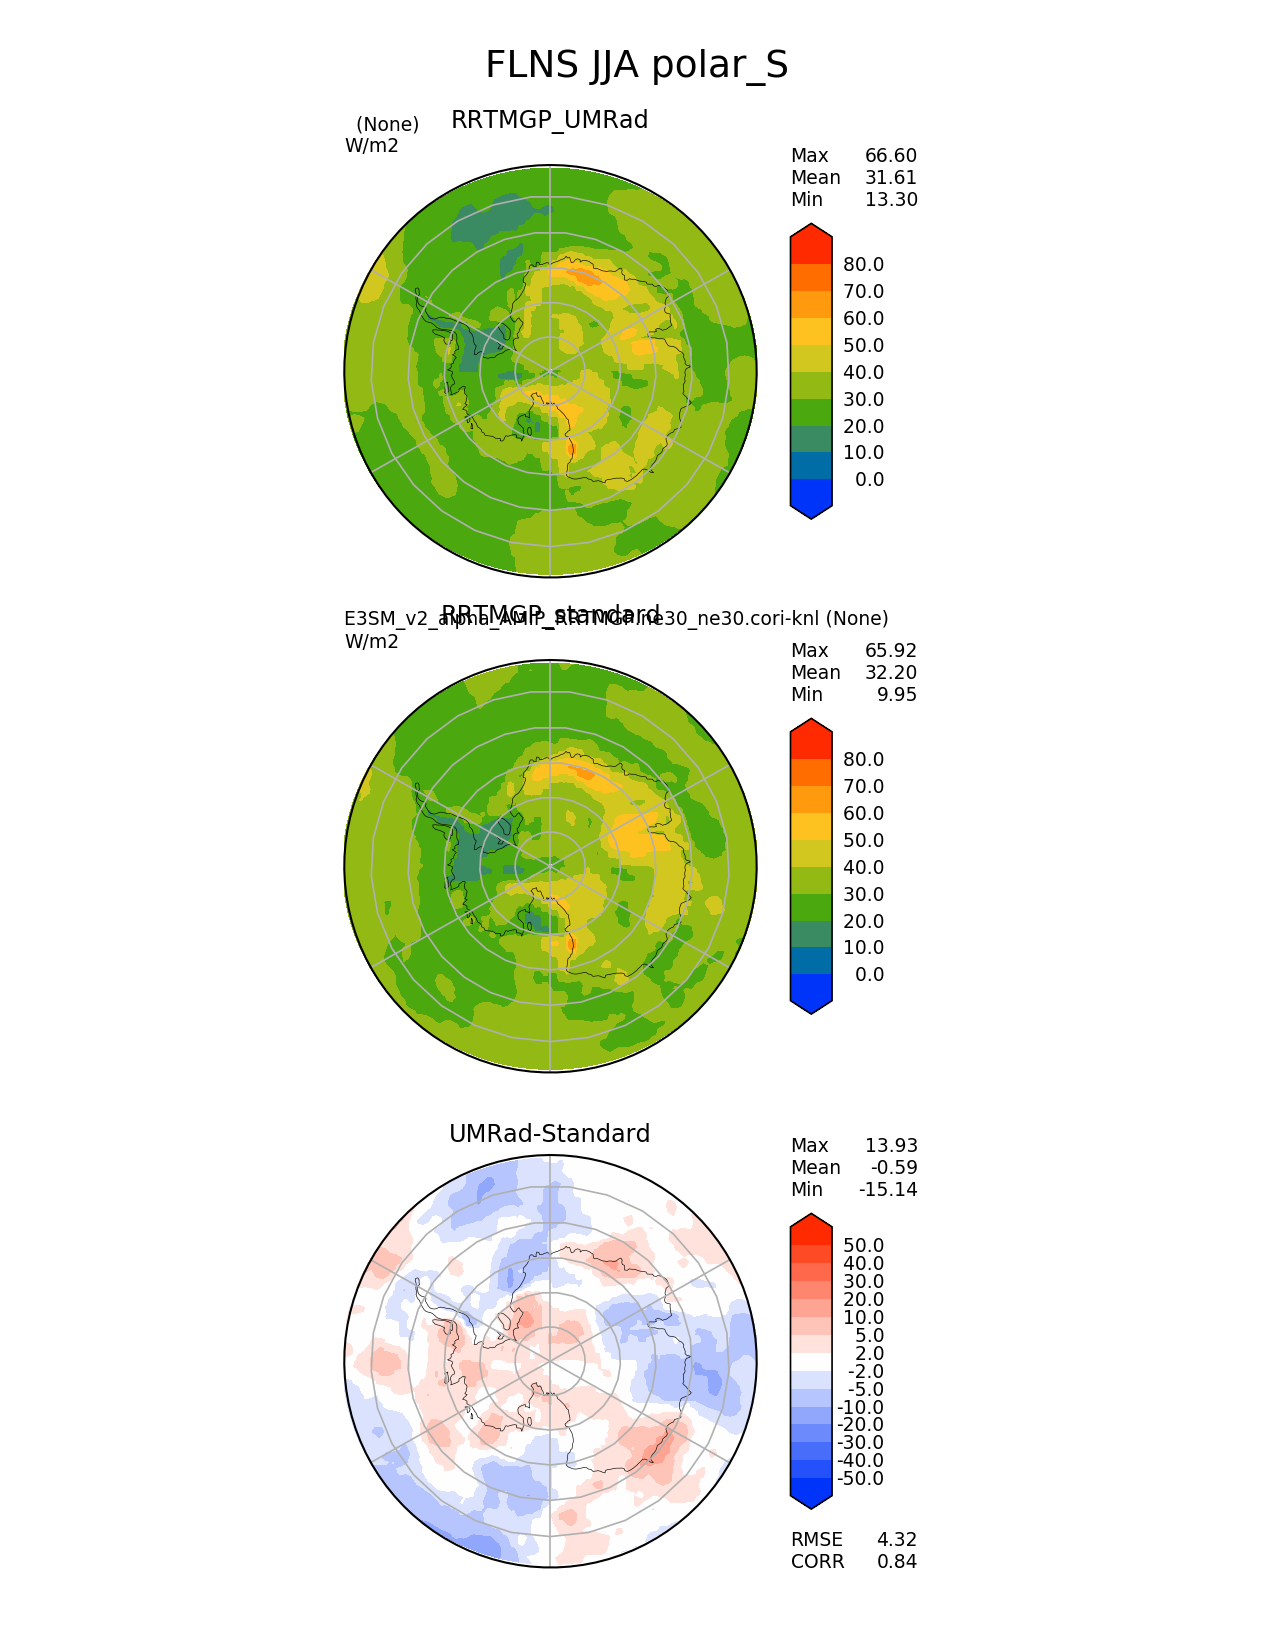 FLNS JJA polar_S
RRTMGP_UMRad
(None)
W/m2
Max 66.60
Mean 31.61
Min 13.30
80.0
70.0
60.0
50.0
40.0
30.0
20.0
10.0
0.0
RRTMGP_standard
E3SM_v2_alpha_AMIP_RRTMGP.ne30_ne30.cori-knl (None)
W/m2
Max 65.92
Mean 32.20
Min 9.95
80.0
70.0
60.0
50.0
40.0
30.0
20.0
10.0
0.0
UMRad-Standard
Max 13.93
Mean -0.59
Min -15.14
50.0
40.0
30.0
20.0
10.0
5.0
2.0
-2.0
-5.0
-10.0
-20.0
-30.0
-40.0
-50.0
RMSE 4.32
CORR 0.84